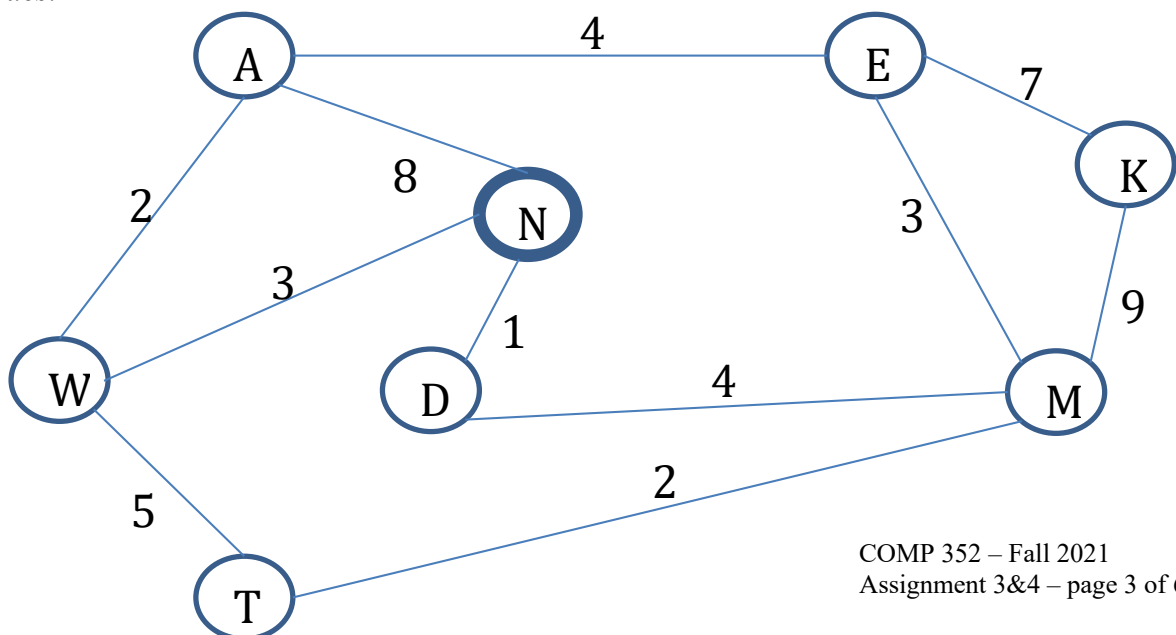 4
A
E
7
K
8
2
N
3
3
9
1
W
D
4
M
2
5
COMP 352 – Fall 2021
Assignment 3&4 – page 3 of
T